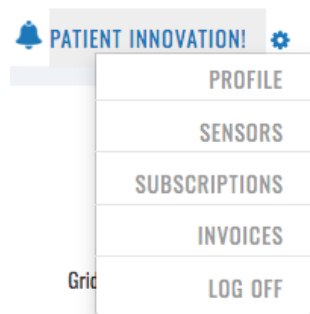 PATIENT INNOVATION!
PROFILE
SENSORS
SUBSCRIPTIONS
INVOICES
Grid
LOG OFF